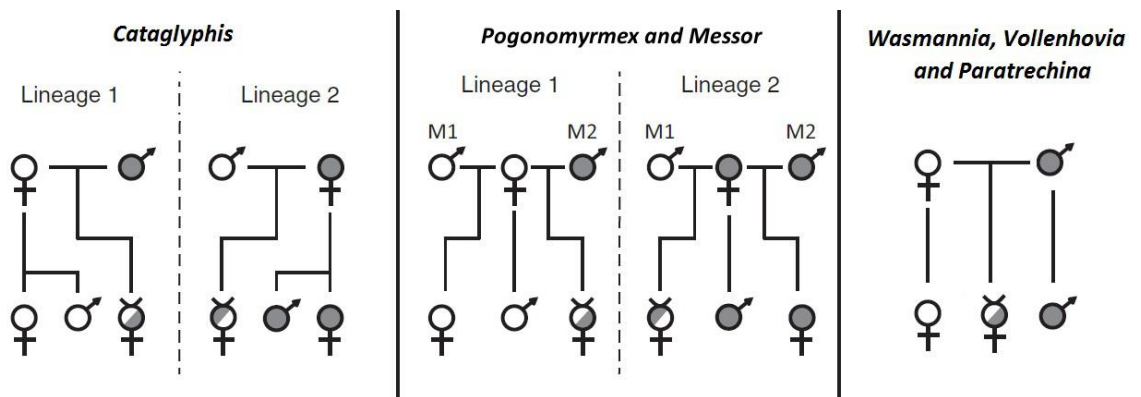 Cataglyphis
Lineage 1
Lineage 2
Pogonomyrmex and Messor
Lineage 1
Lineage 2
M1
M2
M1
M2
Wasmannia, Vollenhovia
and Paratrechina